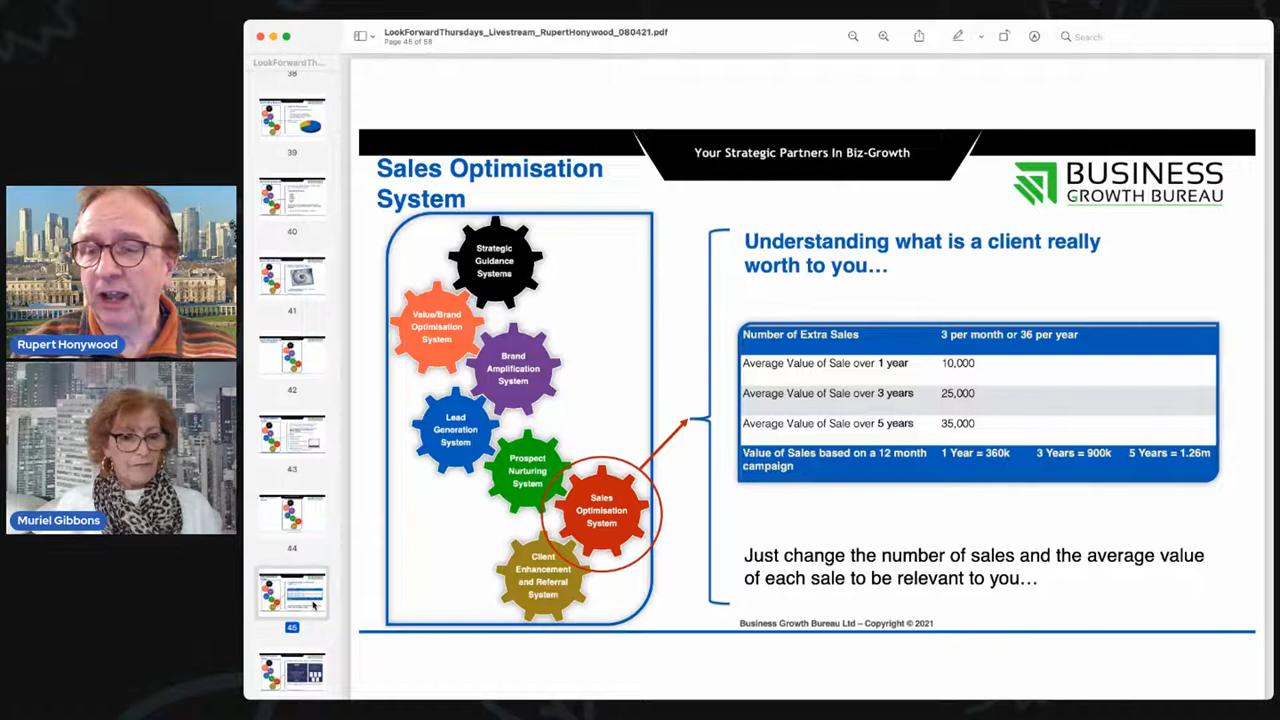 LookForwardThursdays_Livestream_RupertHonywood_080421.pdf
Page 45 of 58
Search
LookForwardTh...
38
39
40
41
42
43
44
45
Rupert Honywood
Muriel Gibbons
Your Strategic Partners In Biz-Growth
Sales Optimisation
System
BUSINESS
GROWTH BUREAU
Strategic
Guidance
Systems
Value/Brand
Optimisation
System
Brand
Amplification
System
Lead
Generation
System
Prospect
Nurturing
System
Sales
Optimisation
System
Client
Enhancement
and Referral
System
Understanding what is a client really
worth to you...
Number of Extra Sales 3 per month or 36 per year
Average Value of Sale over 1 year 10,000
Average Value of Sale over 3 years 25,000
Average Value of Sale over 5 years 35,000
Value of Sales based on a 12 month 1 Year = 360k 3 Years = 900k 5 Years = 1.26m
campaign
Just change the number of sales and the average value
of each sale to be relevant to you...
Business Growth Bureau Ltd – Copyright © 2021